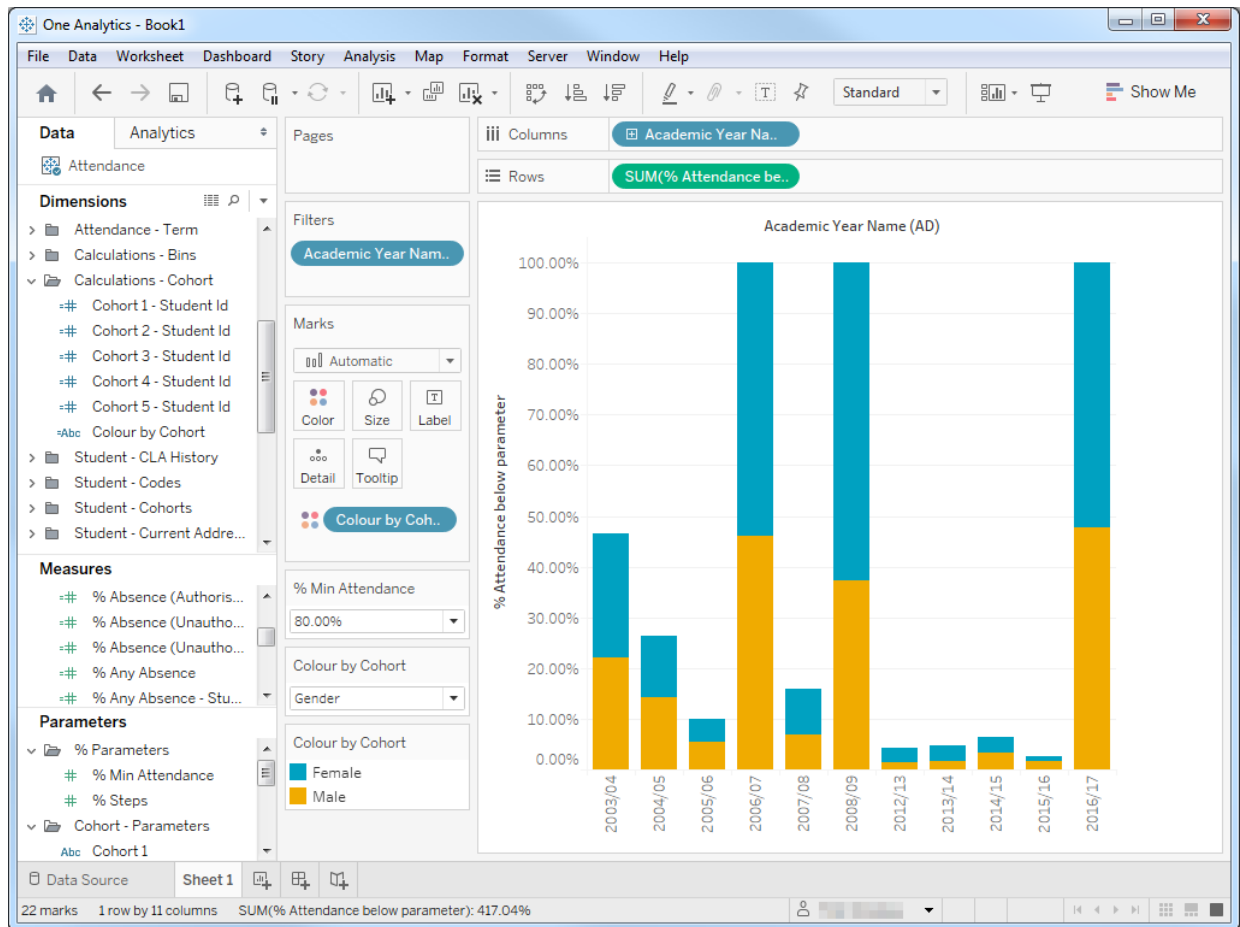 One Analytics - Book1
File Data Worksheet Dashboard Story Analysis Map Format Server Window Help
Standard
Show Me
Data Analytics
Attendance
Dimensions
Attendance - Term
Calculations - Bins
Calculations - Cohort
=# Cohort 1 - Student Id
=# Cohort 2 - Student Id
=# Cohort 3 - Student Id
=# Cohort 4 - Student Id
=# Cohort 5 - Student Id
=Abc Colour by Cohort
Student - CLA History
Student - Codes
Student - Cohorts
Student - Current Addre...
Measures
=# % Absence (Authoris...
=# % Absence (Unautho...
=# % Absence (Unautho...
=# % Any Absence
=# % Any Absence - Stu...
Parameters
% Parameters
# % Min Attendance
# % Steps
Cohort - Parameters
Abc Cohort 1
Pages
Filters
Academic Year Nam..
Marks
Automatic
Color Size T Label
Detail Tooltip
Colour by Coh..
% Min Attendance
80.00%
Colour by Cohort
Gender
Colour by Cohort
Female
Male
iii Columns Academic Year Na..
Rows SUM(% Attendance be..
Academic Year Name (AD)
% Attendance below parameter
100.00%
90.00%
80.00%
70.00%
60.00%
50.00%
40.00%
30.00%
20.00%
10.00%
0.00%
2003/04
2004/05
2005/06
2006/07
2007/08
2008/09
2012/13
2013/14
2014/15
2015/16
2016/17
Data Source Sheet 1
22 marks 1 row by 11 columns SUM(% Attendance below parameter): 417.04%